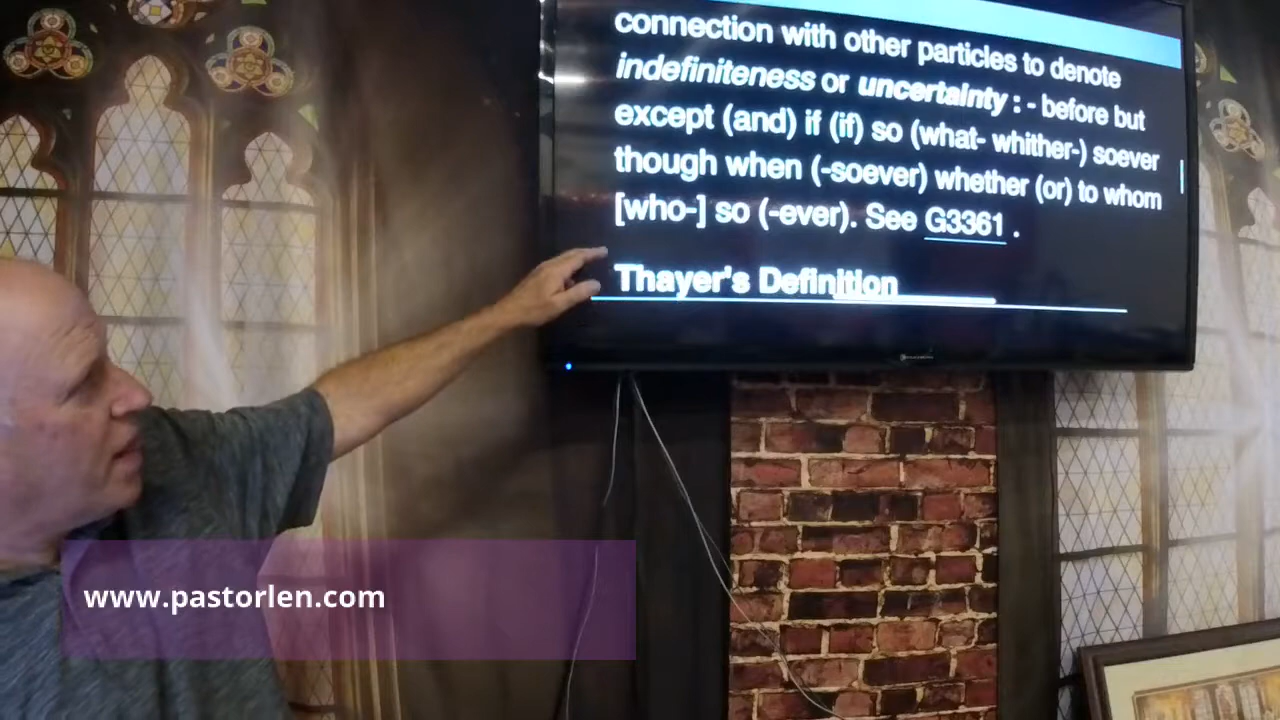 connection with other particles to denote
indefiniteness or uncertainty : - before but
except (and) if (if) so (what- whither-) soever
though when (-soever) whether (or) to whom
[who-] so (-ever). See G3361 .
Thayer's Definition
www.pastorlen.com